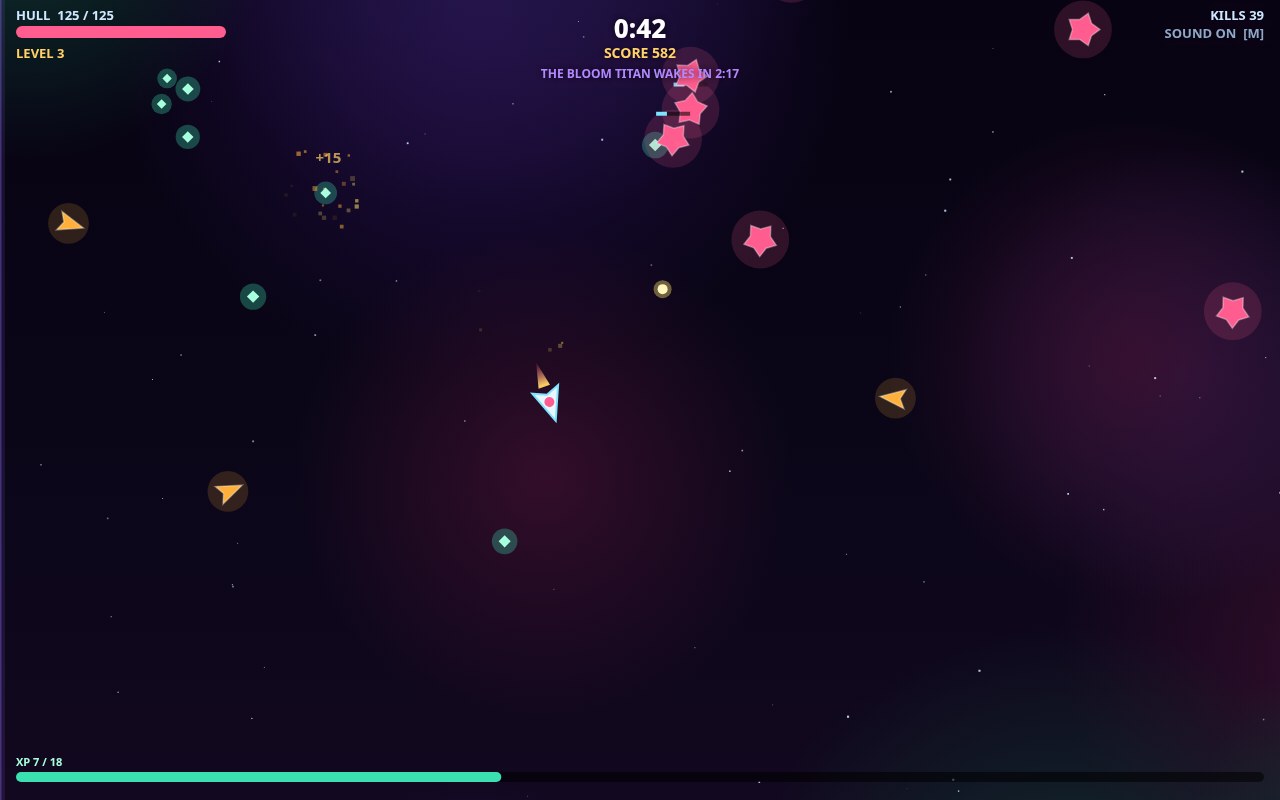 HULL 125 / 125
LEVEL 3
0:42
SCORE 582
THE BLOOM TITAN WAKES IN 2:17
KILLS 39
SOUND ON [M]
+15
XP 7 / 18